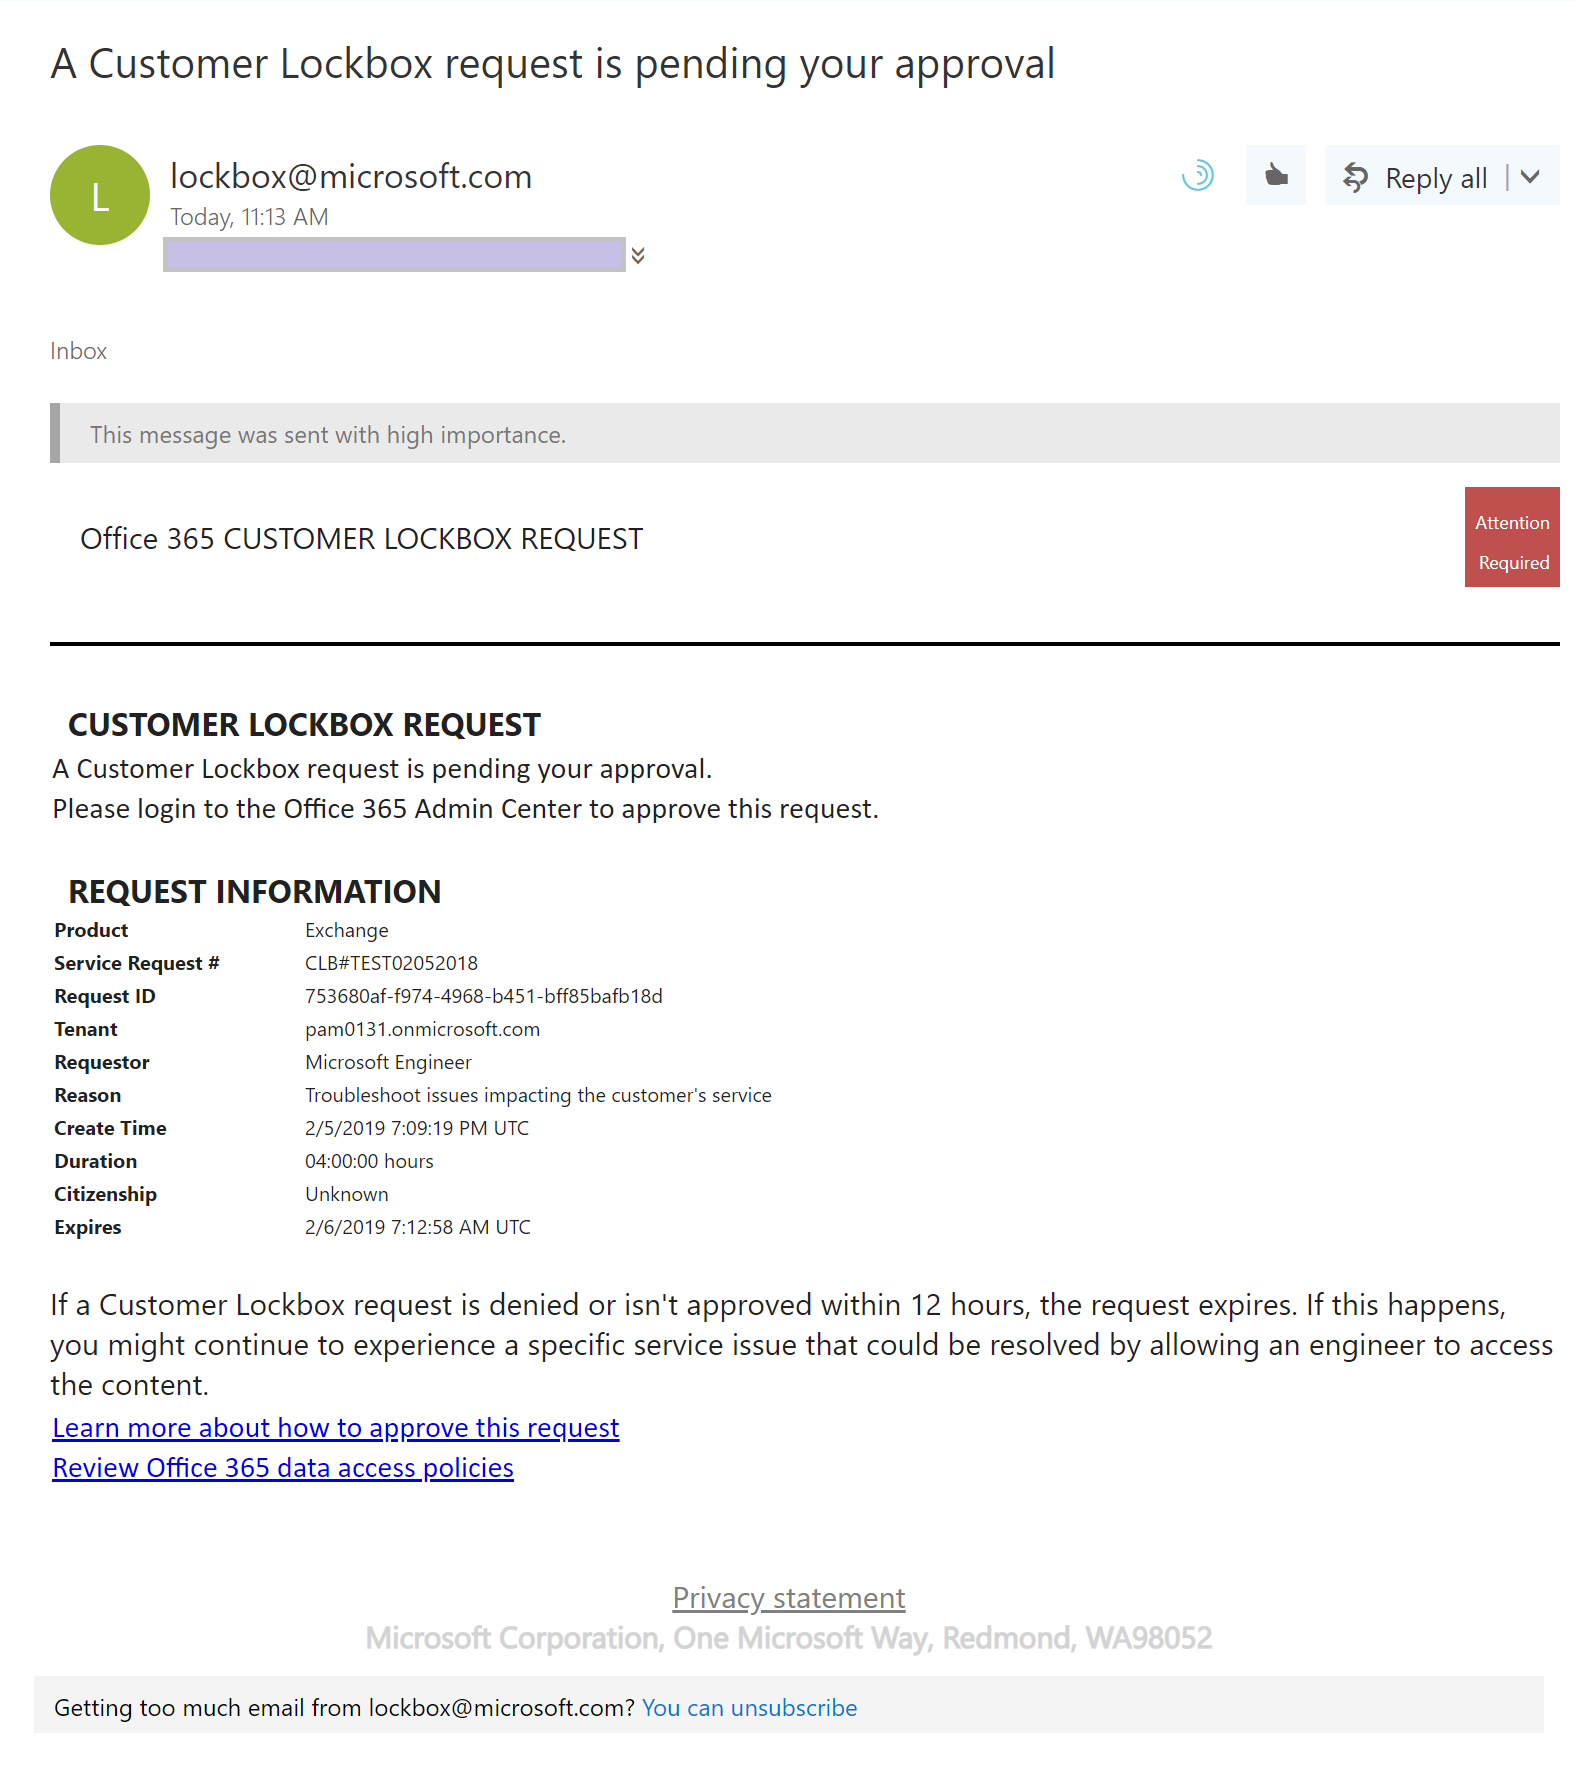 A Customer Lockbox request is pending your approval
L
lockbox@microsoft.com
Today, 11:13 AM
Reply all
Inbox
This message was sent with high importance.
Office 365 CUSTOMER LOCKBOX REQUEST
Attention
Required
CUSTOMER LOCKBOX REQUEST
A Customer Lockbox request is pending your approval.
Please login to the Office 365 Admin Center to approve this request.
REQUEST INFORMATION
Product Exchange
Service Request # CLB#TEST02052018
Request ID 753680af-f974-4968-b451-bff85bafb18d
Tenant pam0131.onmicrosoft.com
Requestor Microsoft Engineer
Reason Troubleshoot issues impacting the customer's service
Create Time 2/5/2019 7:09:19 PM UTC
Duration 04:00:00 hours
Citizenship Unknown
Expires 2/6/2019 7:12:58 AM UTC
If a Customer Lockbox request is denied or isn't approved within 12 hours, the request expires. If this happens,
you might continue to experience a specific service issue that could be resolved by allowing an engineer to access
the content.
Learn more about how to approve this request
Review Office 365 data access policies
Privacy statement
Microsoft Corporation, One Microsoft Way, Redmond, WA98052
Getting too much email from lockbox@microsoft.com? You can unsubscribe